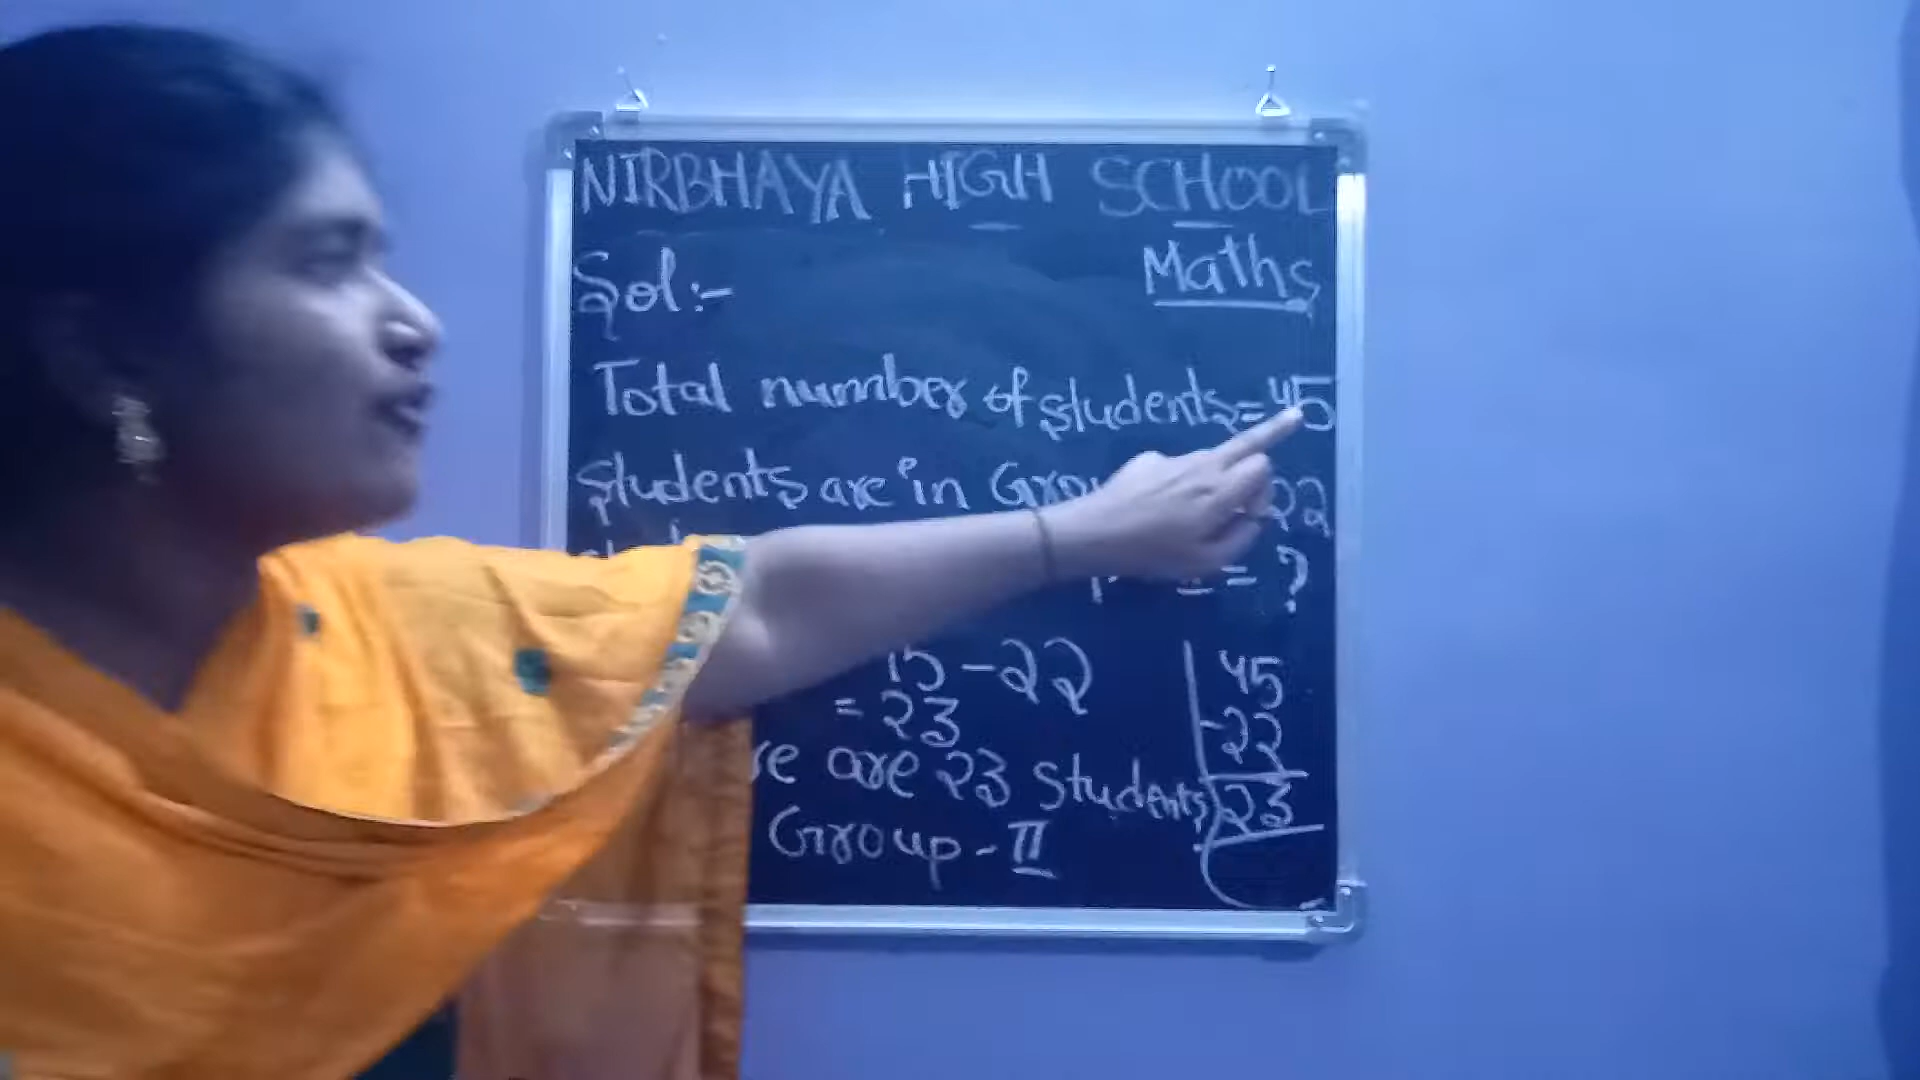 NIRBHAYA HIGH SCHOOL
Sol:- Maths
Total number of students = 45
students are in 22
= ?
-22
= 23
are 23 students
Group - II
45
-22
23